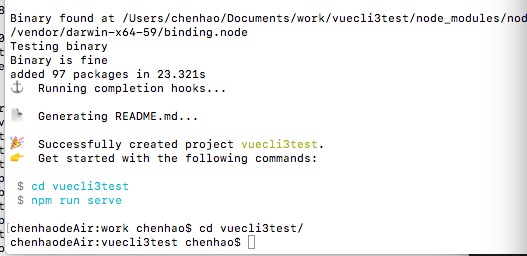 Binary found at /Users/chenhao/Documents/work/vuecli3test/node_modules/nod
/vendor/darwin-x64-59/binding.node
Testing binary
Binary is fine
added 97 packages in 23.321s
⚓ Running completion hooks...
📄 Generating README.md...
🎉 Successfully created project vuecli3test.
👉 Get started with the following commands:
$ cd vuecli3test
$ npm run serve
[chenhaodeAir:work chenhao$ cd vuecli3test/
chenhaodeAir:vuecli3test chenhao$